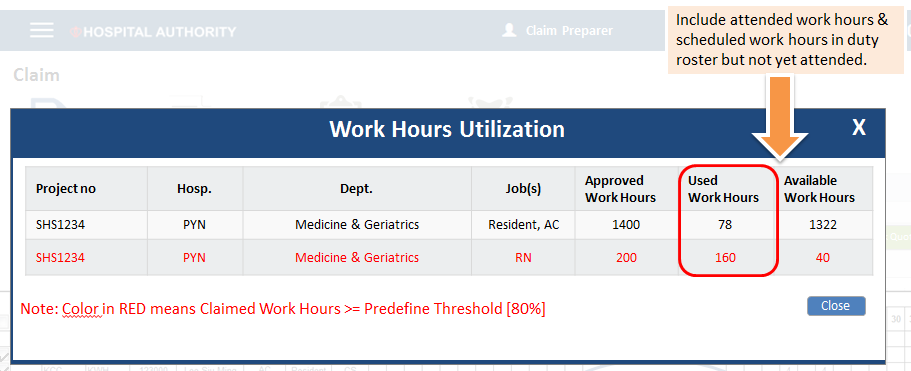 Include attended work hours &
scheduled work hours in duty
roster but not yet attended.
HOSPITAL AUTHORITY Claim Preparer
Claim
Work Hours Utilization X
Project no Hosp. Dept. Job(s) Approved Work Hours Used Work Hours Available Work Hours
SHS1234 PYN Medicine & Geriatrics Resident, AC 1400 78 1322
SHS1234 PYN Medicine & Geriatrics RN 200 160 40
Note: Color in RED means Claimed Work Hours >= Predefine Threshold [80%]
Close
30